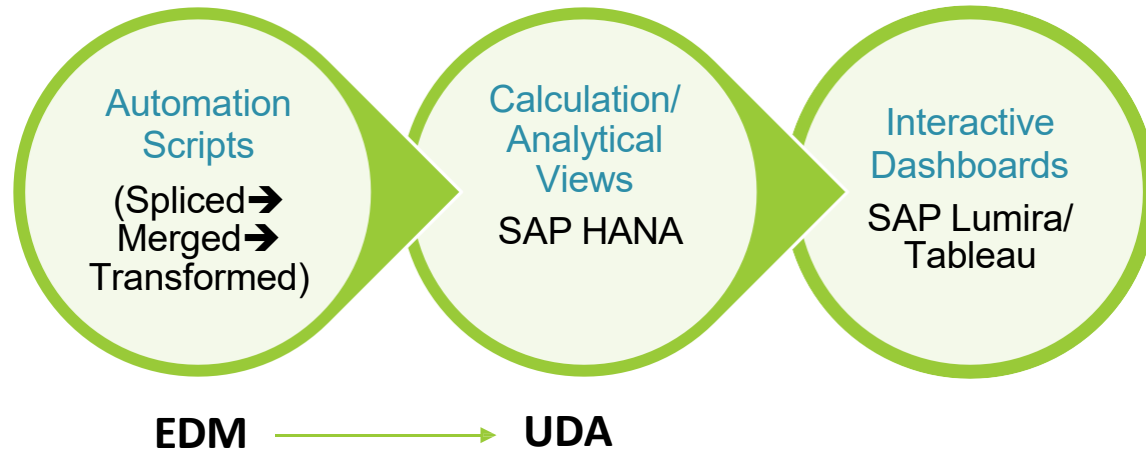 Automation
Scripts
(Spliced➔
Merged➔
Transformed)
Calculation/
Analytical
Views
SAP HANA
Interactive
Dashboards
SAP Lumira/
Tableau
EDM
UDA